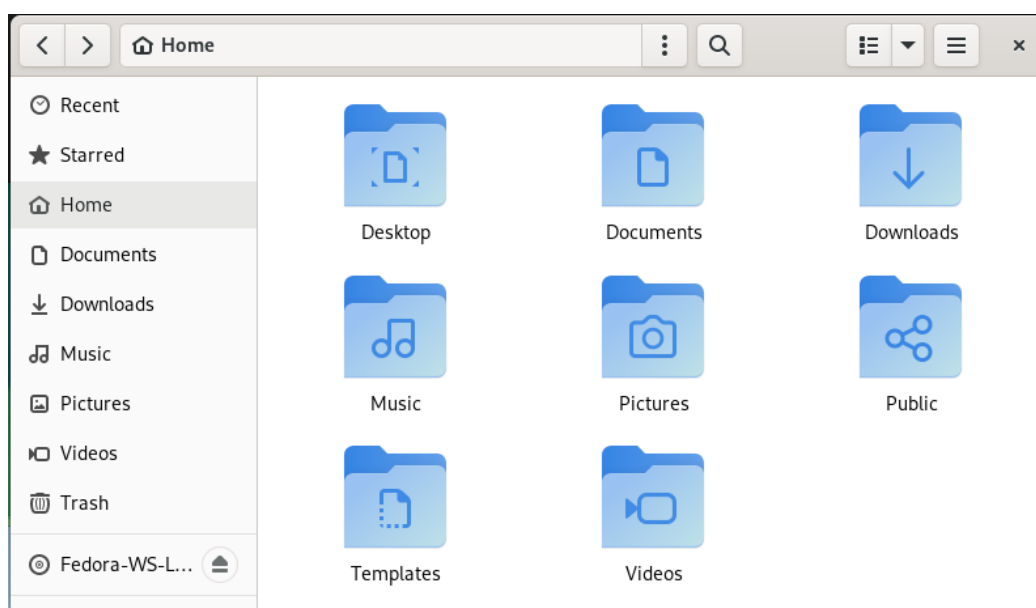 Home
Recent
Starred
Home
Documents
Downloads
Music
Pictures
Videos
Trash
Fedora-WS-L...
Desktop
Documents
Downloads
Music
Pictures
Public
Templates
Videos